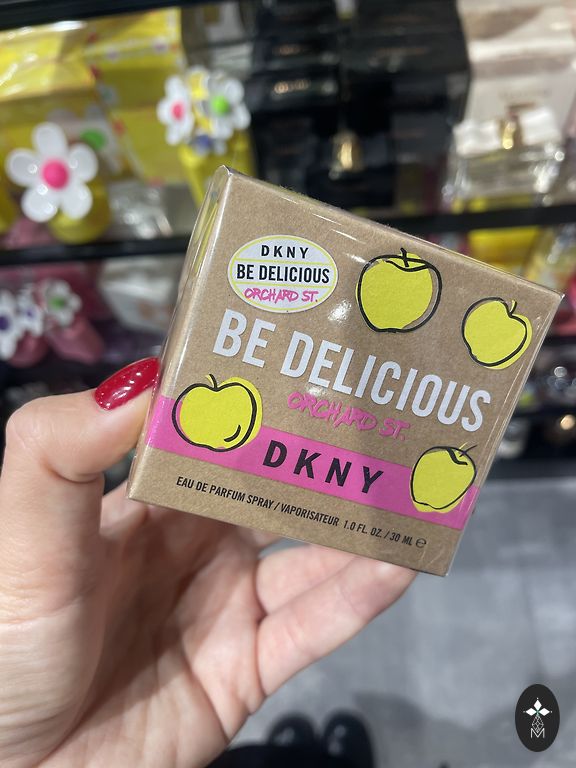 DKNY
BE DELICIOUS
ORCHARD ST.
BE DELICIOUS
ORCHARD ST.
DKNY
EAU DE PARFUM SPRAY / VAPORISATEUR 1.0 FL. OZ. / 30 ML ℮
M